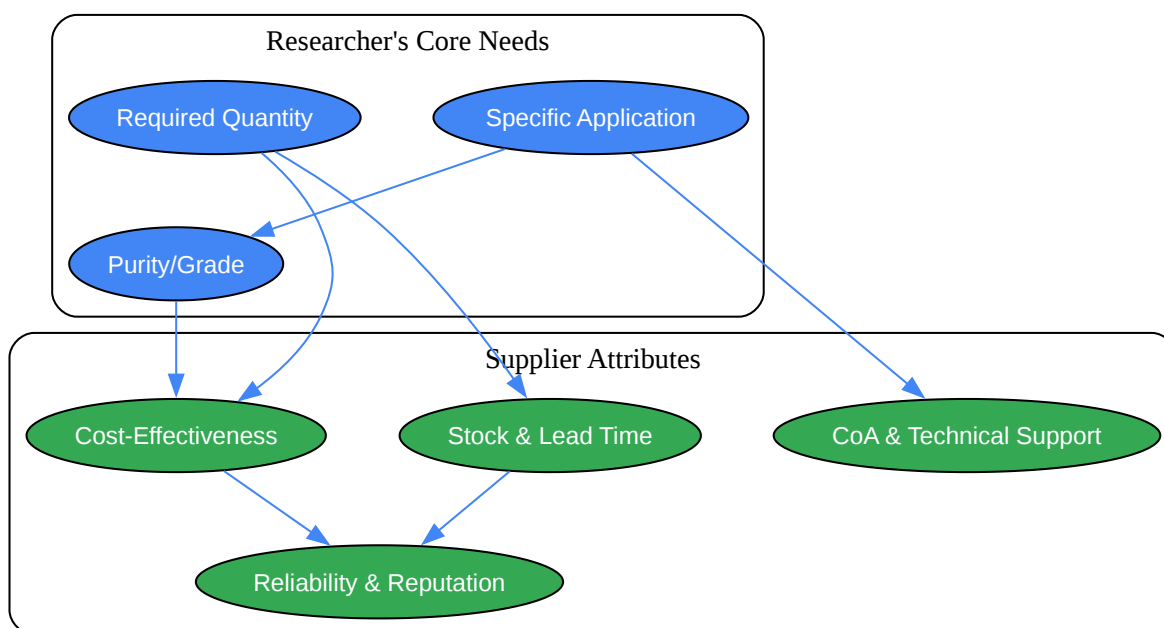 Researcher's Core Needs
Required Quantity
Specific Application
Purity/Grade
Supplier Attributes
Cost-Effectiveness
Stock & Lead Time
CoA & Technical Support
Reliability & Reputation